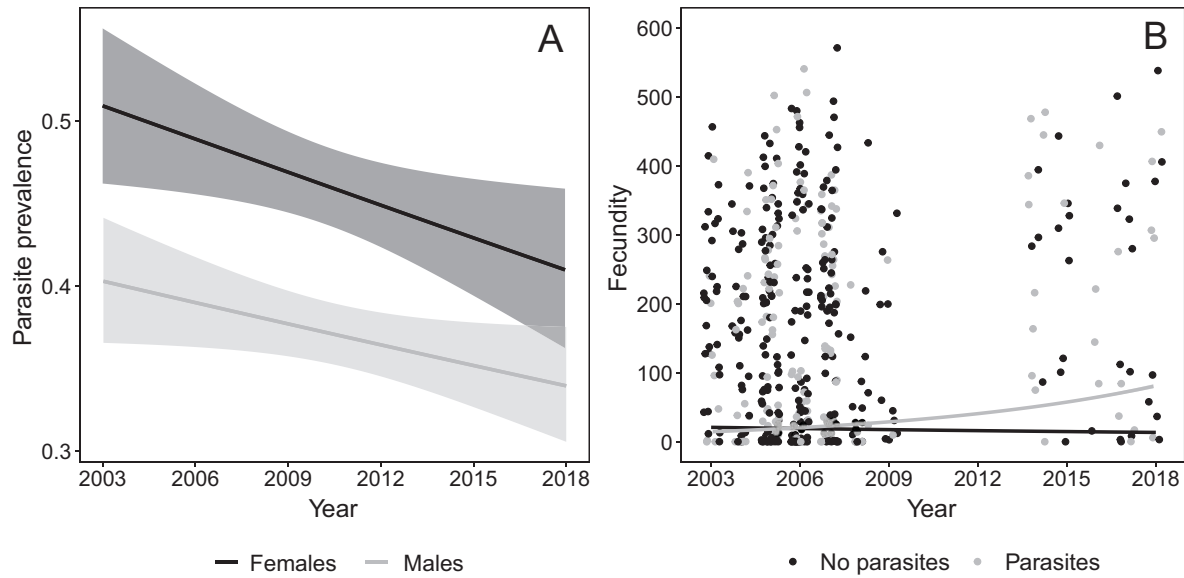 A
Parasite prevalence
0.5
0.4
0.3
2003 2006 2009 2012 2015 2018
Year
Females Males
B
Fecundity
600
500
400
300
200
100
0
2003 2006 2009 2012 2015 2018
Year
No parasites Parasites